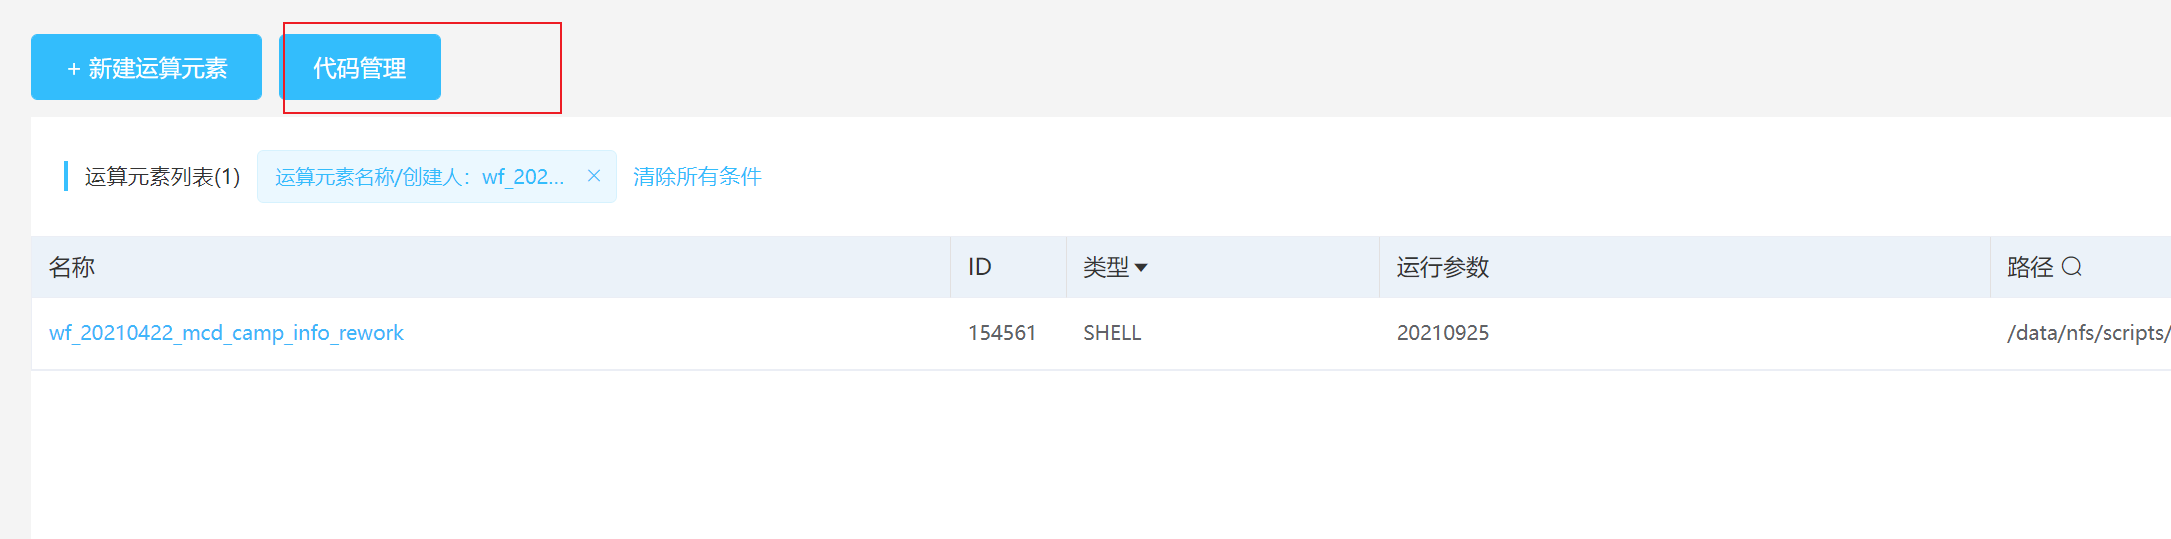 + 新建运算元素 代码管理
运算元素列表(1) 运算元素名称/创建人：wf_202... × 清除所有条件
名称 ID 类型 运行参数 路径
wf_20210422_mcd_camp_info_rework 154561 SHELL 20210925 /data/nfs/scripts/